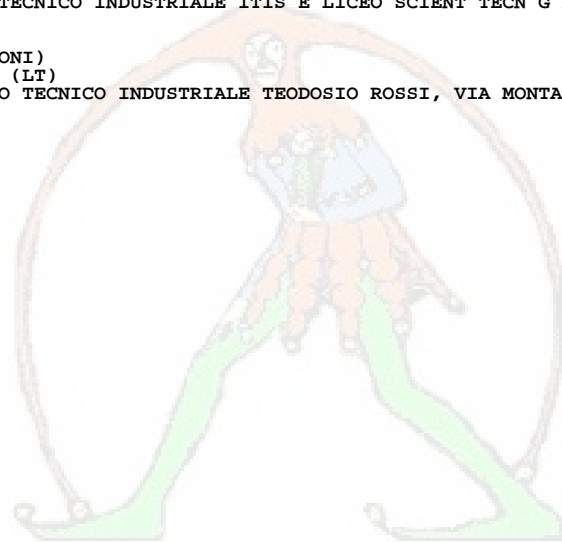 TECNICO INDUSTRIALE ITIS E LICEO SCIENT TECN G
ONI)
(LT)
O TECNICO INDUSTRIALE TEODOSIO ROSSI, VIA MONTA